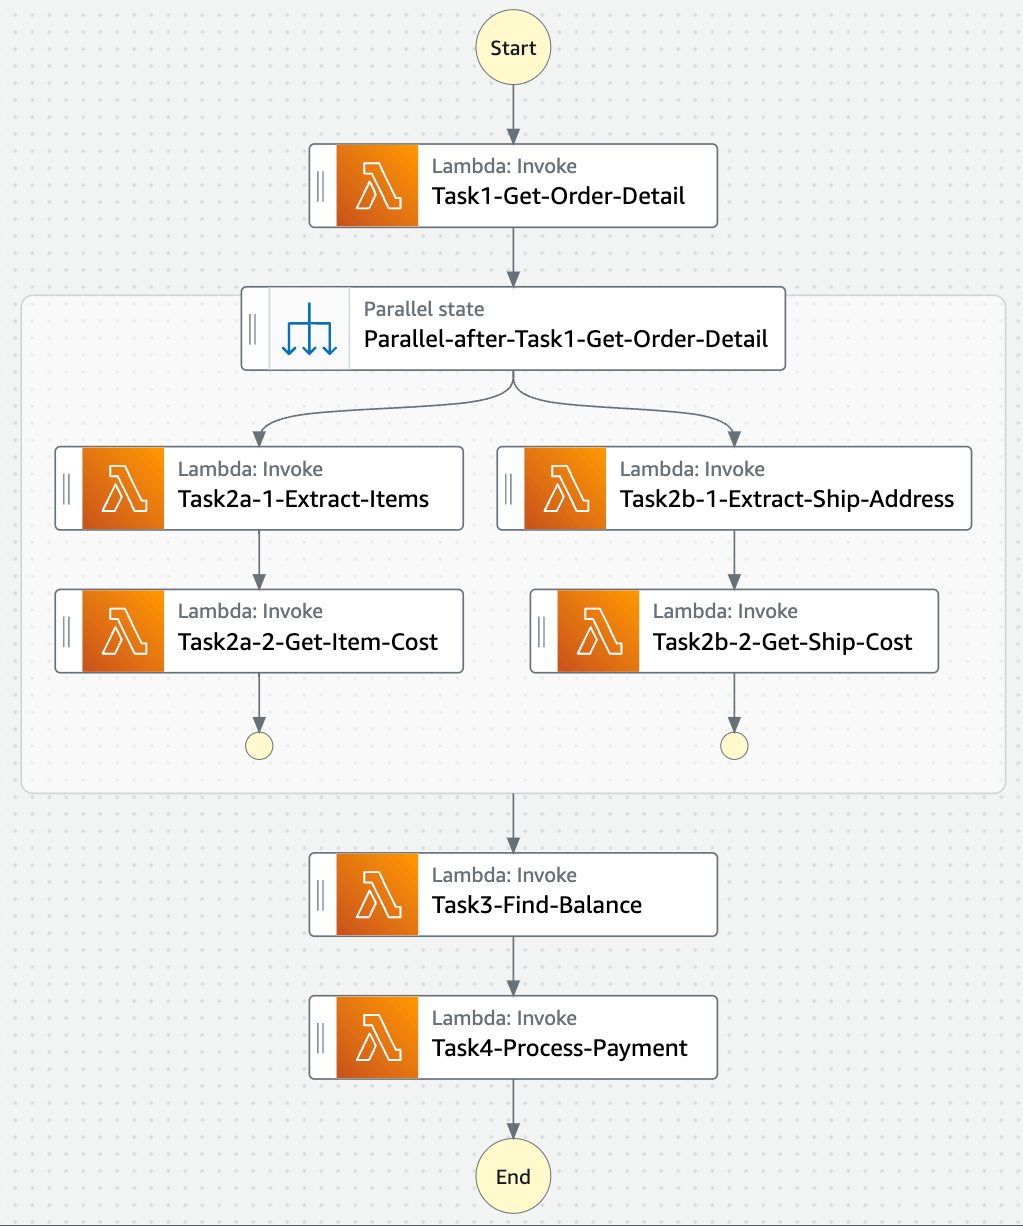 Start
Lambda: Invoke
Task1-Get-Order-Detail
Parallel state
Parallel-after-Task1-Get-Order-Detail
Lambda: Invoke
Task2a-1-Extract-Items
Lambda: Invoke
Task2b-1-Extract-Ship-Address
Lambda: Invoke
Task2a-2-Get-Item-Cost
Lambda: Invoke
Task2b-2-Get-Ship-Cost
Lambda: Invoke
Task3-Find-Balance
Lambda: Invoke
Task4-Process-Payment
End